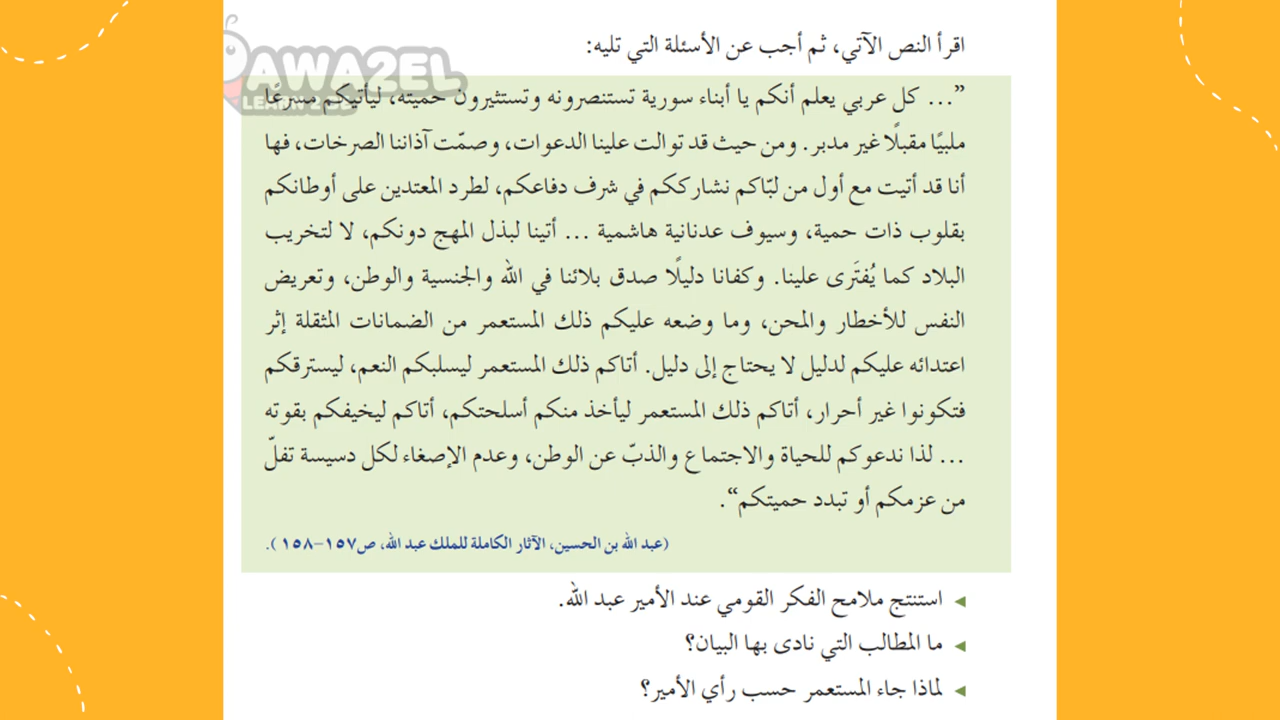 AWA2EL
LEARN 2 BE
اقرأ النص الآتي، ثم أجب عن الأسئلة التي تليه:
”... كل عربي يعلم أنكم يا أبناء سورية تستنصرونه وتستثيرون حميته، ليأتيكم مسرعًا
ملبيًا مقبلًا غير مدبر. ومن حيث قد توالت علينا الدعوات، وصمّت آذاننا الصرخات، فها
أنا قد أتيت مع أول من لبّاكم نشارككم في شرف دفاعكم، لطرد المعتدين على أوطانكم
بقلوب ذات حمية، وسيوف عدنانية هاشمية ... أتينا لبذل المهج دونكم، لا لتخريب
البلاد كما يُفتَرى علينا. وكفانا دليلًا صدق بلائنا في الله والجنسية والوطن، وتعريض
النفس للأخطار والمحن، وما وضعه عليكم ذلك المستعمر من الضمانات المثقلة إثر
اعتدائه عليكم لدليل لا يحتاج إلى دليل. أتاكم ذلك المستعمر ليسلبكم النعم، ليسترقكم
فتكونوا غير أحرار، أتاكم ذلك المستعمر ليأخذ منكم أسلحتكم، أتاكم ليخيفكم بقوته
... لذا ندعوكم للحياة والاجتماع والذبّ عن الوطن، وعدم الإصغاء لكل دسيسة تفلّ
من عزمكم أو تبدد حميتكم“.
(عبد الله بن الحسين، الآثار الكاملة للملك عبد الله، ص١٥٧–١٥٨).
◂ استنتج ملامح الفكر القومي عند الأمير عبد الله.
◂ ما المطالب التي نادى بها البيان؟
◂ لماذا جاء المستعمر حسب رأي الأمير؟